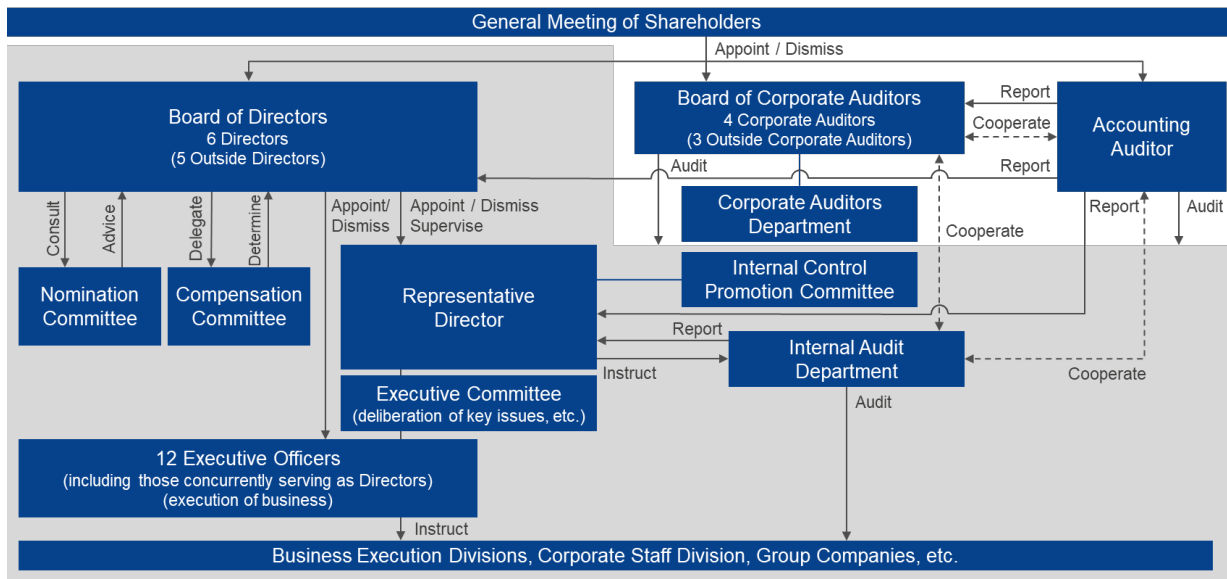 General Meeting of Shareholders
Appoint / Dismiss
Board of Directors
6 Directors
(5 Outside Directors)
Board of Corporate Auditors
4 Corporate Auditors
(3 Outside Corporate Auditors)
Report
Cooperate
Report
Accounting
Auditor
Audit
Corporate Auditors
Department
Consult
Advice
Delegate
Determine
Appoint/
Dismiss
Appoint / Dismiss
Supervise
Cooperate
Report
Audit
Nomination
Committee
Compensation
Committee
Representative
Director
Internal Control
Promotion Committee
Report
Instruct
Internal Audit
Department
Cooperate
Executive Committee
(deliberation of key issues, etc.)
Audit
12 Executive Officers
(including those concurrently serving as Directors)
(execution of business)
Instruct
Business Execution Divisions, Corporate Staff Division, Group Companies, etc.